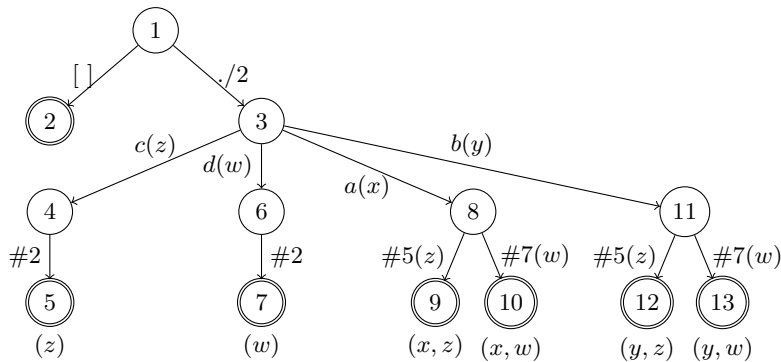 1
[ ] ./2
2 3
c(z) d(w) a(x) b(y)
4 6 8 11
#2 #2 #5(z) #7(w) #5(z) #7(w)
5 7 9 10 12 13
(z) (w) (x, z) (x, w) (y, z) (y, w)